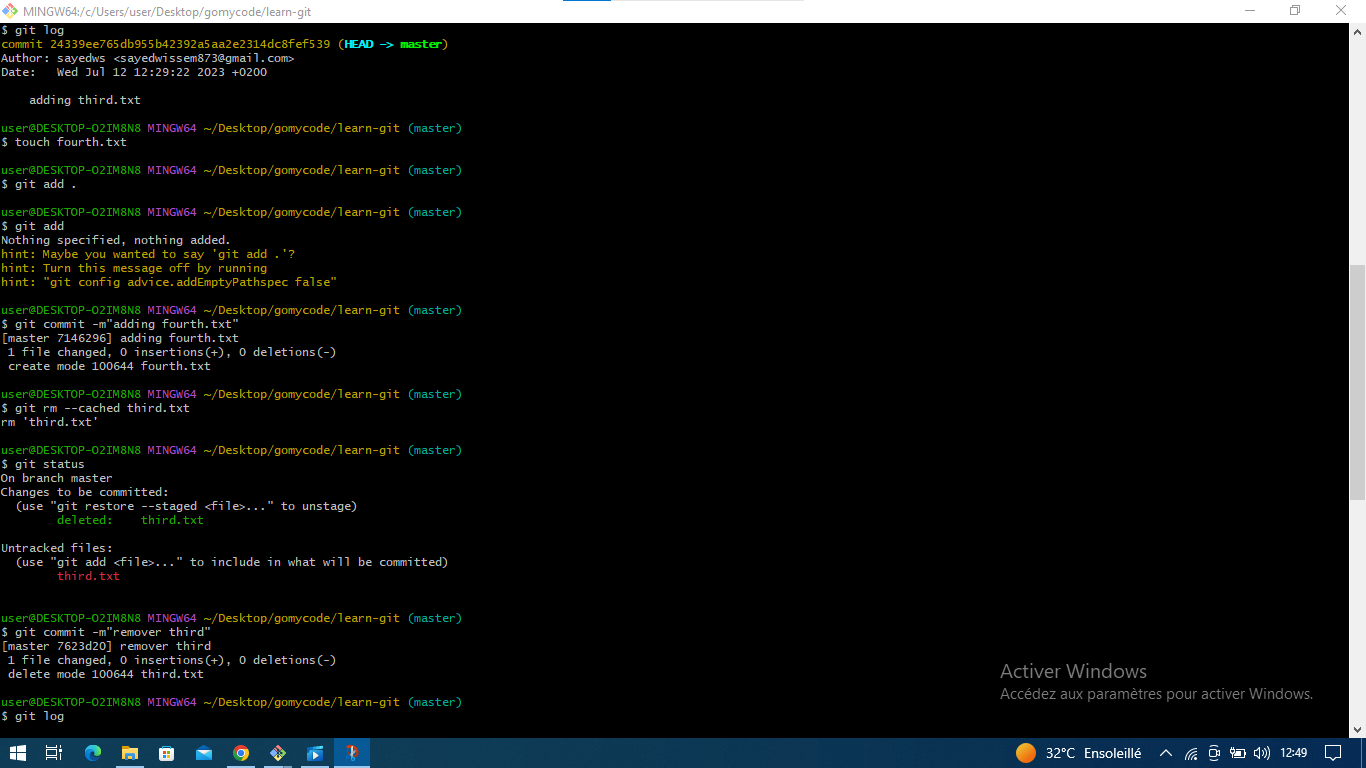 MINGW64:/c/Users/user/Desktop/gomycode/learn-git
$ git log
commit 24339ee765db955b42392a5aa2e2314dc8fef539 (HEAD -> master)
Author: sayedws <sayedwissem873@gmail.com>
Date:   Wed Jul 12 12:29:22 2023 +0200
    adding third.txt
user@DESKTOP-O2IM8N8 MINGW64 ~/Desktop/gomycode/learn-git (master)
$ touch fourth.txt
user@DESKTOP-O2IM8N8 MINGW64 ~/Desktop/gomycode/learn-git (master)
$ git add .
user@DESKTOP-O2IM8N8 MINGW64 ~/Desktop/gomycode/learn-git (master)
$ git add
Nothing specified, nothing added.
hint: Maybe you wanted to say 'git add .'?
hint: Turn this message off by running
hint: "git config advice.addEmptyPathspec false"
user@DESKTOP-O2IM8N8 MINGW64 ~/Desktop/gomycode/learn-git (master)
$ git commit -m"adding fourth.txt"
[master 7146296] adding fourth.txt
 1 file changed, 0 insertions(+), 0 deletions(-)
 create mode 100644 fourth.txt
user@DESKTOP-O2IM8N8 MINGW64 ~/Desktop/gomycode/learn-git (master)
$ git rm --cached third.txt
rm 'third.txt'
user@DESKTOP-O2IM8N8 MINGW64 ~/Desktop/gomycode/learn-git (master)
$ git status
On branch master
Changes to be committed:
  (use "git restore --staged <file>..." to unstage)
        deleted:    third.txt
Untracked files:
  (use "git add <file>..." to include in what will be committed)
        third.txt
user@DESKTOP-O2IM8N8 MINGW64 ~/Desktop/gomycode/learn-git (master)
$ git commit -m"remover third"
[master 7623d20] remover third
 1 file changed, 0 insertions(+), 0 deletions(-)
 delete mode 100644 third.txt
user@DESKTOP-O2IM8N8 MINGW64 ~/Desktop/gomycode/learn-git (master)
$ git log
Activer Windows
Accédez aux paramètres pour activer Windows.
32°C Ensoleillé
12:49